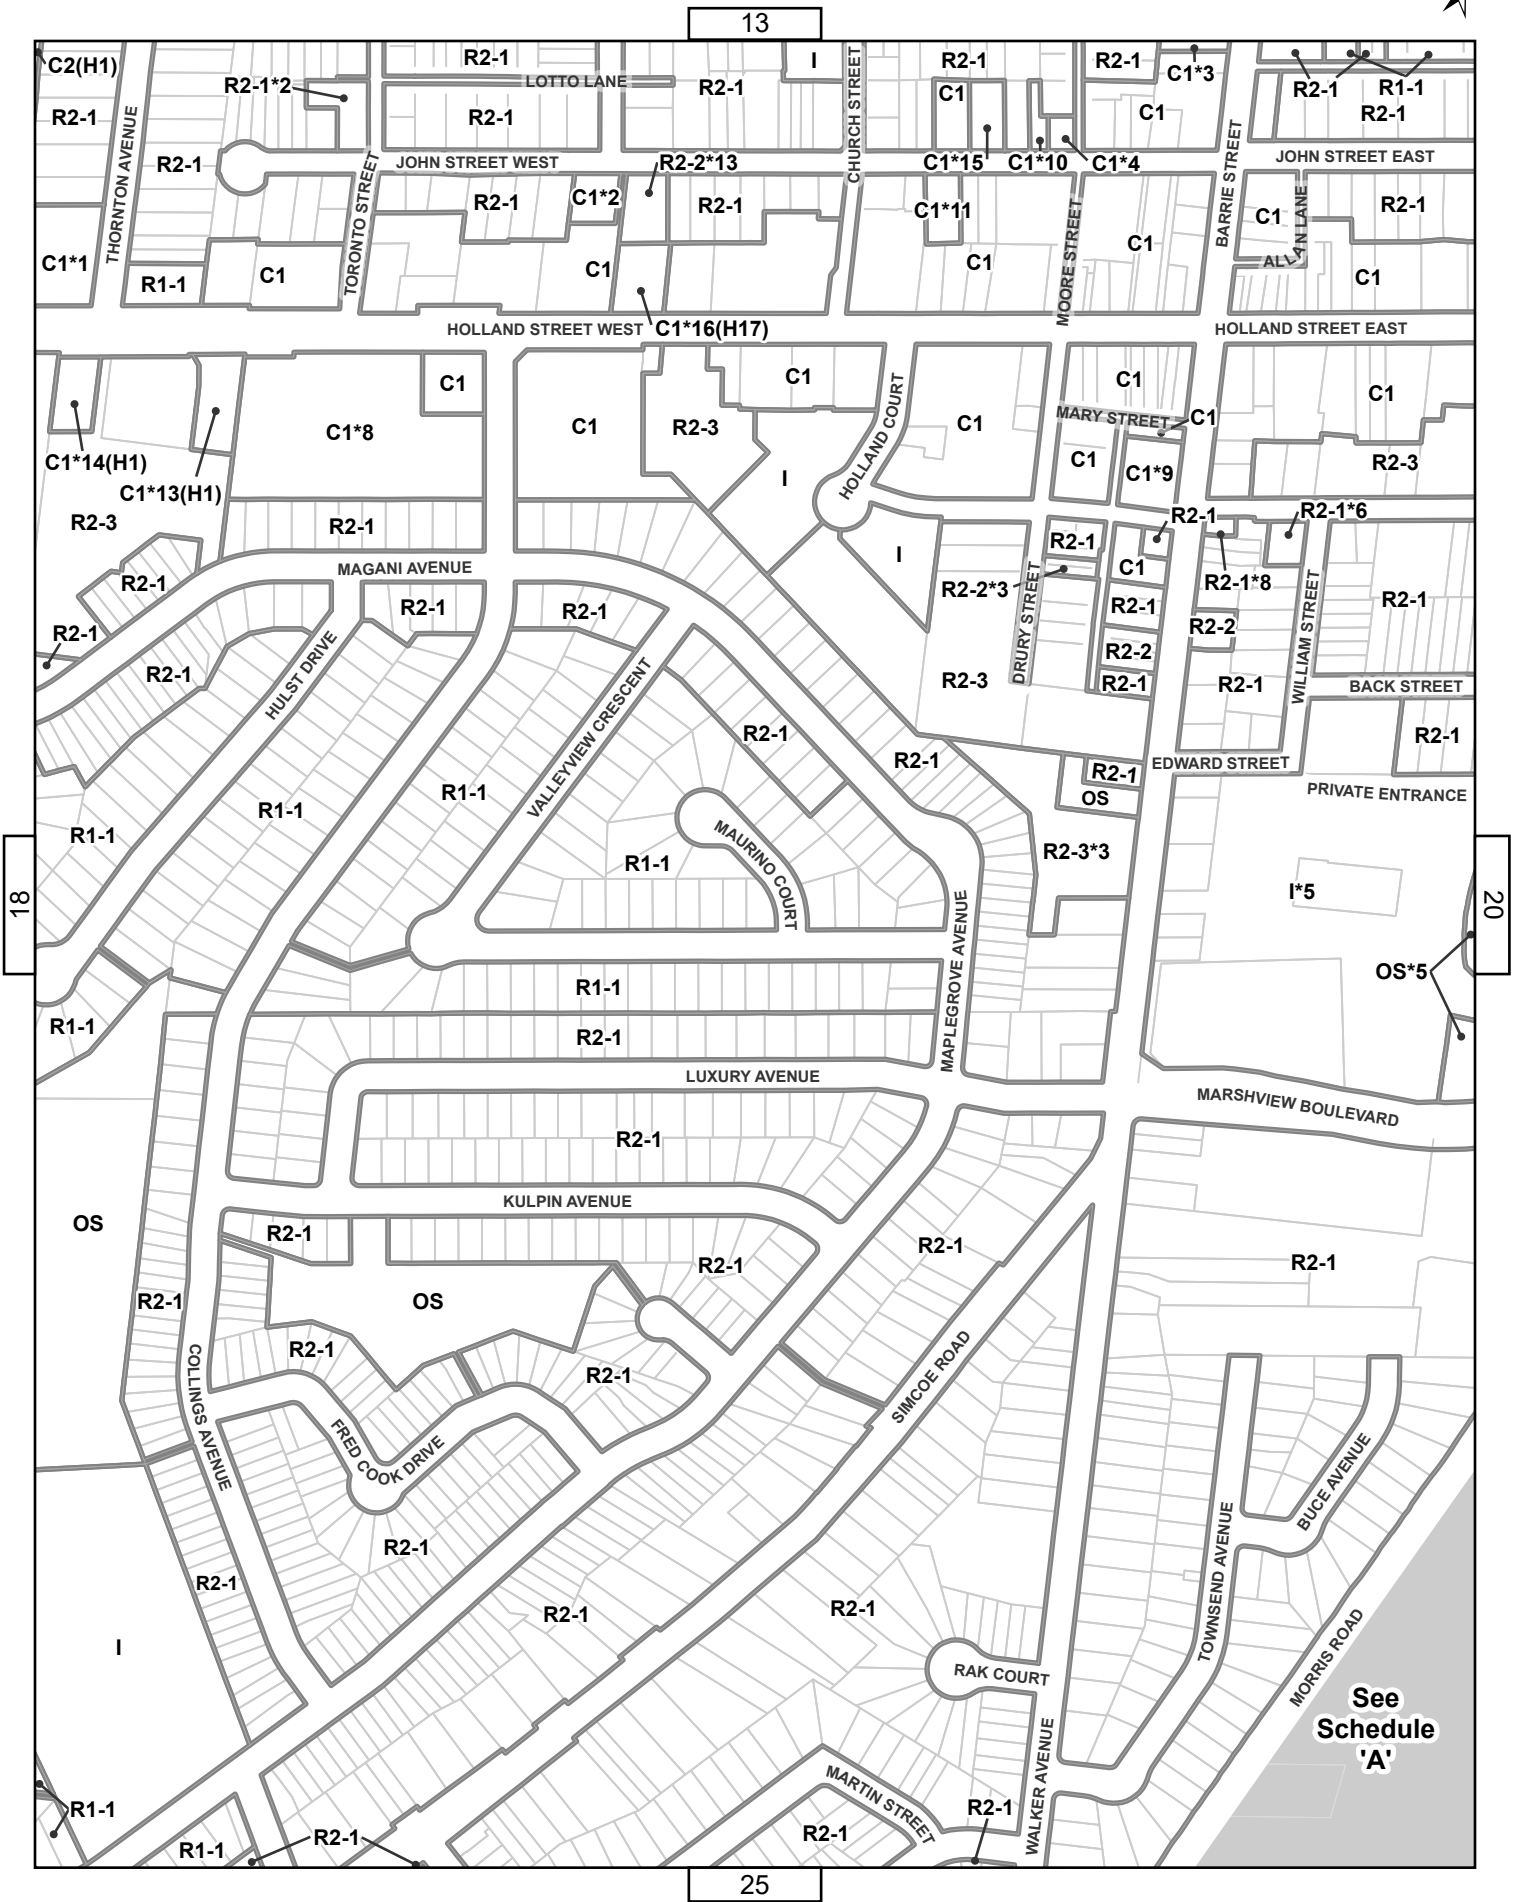 13
C2(H1)
R2-1
I
R2-1
R2-1
C1*3
R2-1*2
LOTTO LANE
R2-1
C1
R2-1
R1-1
R2-1
R2-1
C1
R2-1
THORNTON AVENUE
CHURCH STREET
BARRIE STREET
R2-1
JOHN STREET WEST
R2-2*13
C1*15
C1*10
C1*4
JOHN STREET EAST
TORONTO STREET
R2-1
C1*2
R2-1
C1*11
MOORE STREET
C1
ALLAN LANE
R2-1
C1*1
C1
C1
C1
C1
C1
R1-1
HOLLAND STREET WEST
C1*16(H17)
HOLLAND STREET EAST
C1
C1
C1
C1
C1*8
C1
R2-3
HOLLAND COURT
C1
MARY STREET
C1
C1*14(H1)
C1*13(H1)
I
C1
C1*9
R2-3
R2-3
R2-1
R2-1
R2-1*6
MAGANI AVENUE
I
R2-1
C1
R2-1
R2-1
R2-1
R2-2*3
R2-1*8
R2-1
R2-1
R2-1
R2-1
HULST DRIVE
VALLEYVIEW CRESCENT
R2-3
DRURY STREET
R2-2
R2-2
R2-1
R2-1
WILLIAM STREET
BACK STREET
R2-1
R2-1
R2-1
EDWARD STREET
R2-1
PRIVATE ENTRANCE
OS
R1-1
R1-1
R1-1
R1-1
MAURINO COURT
R2-3*3
I*5
18
20
MAPLEGROVE AVENUE
OS*5
R1-1
R1-1
R2-1
LUXURY AVENUE
MARSHVIEW BOULEVARD
R2-1
KULPIN AVENUE
OS
R2-1
R2-1
R2-1
R2-1
R2-1
OS
R2-1
R2-1
COLLINGS AVENUE
SIMCOE ROAD
FRED COOK DRIVE
BUCE AVENUE
R2-1
R2-1
TOWNSEND AVENUE
R2-1
R2-1
I
RAK COURT
MORRIS ROAD
See
Schedule
'A'
WALKER AVENUE
MARTIN STREET
R1-1
R2-1
R2-1
R2-1
R1-1
25